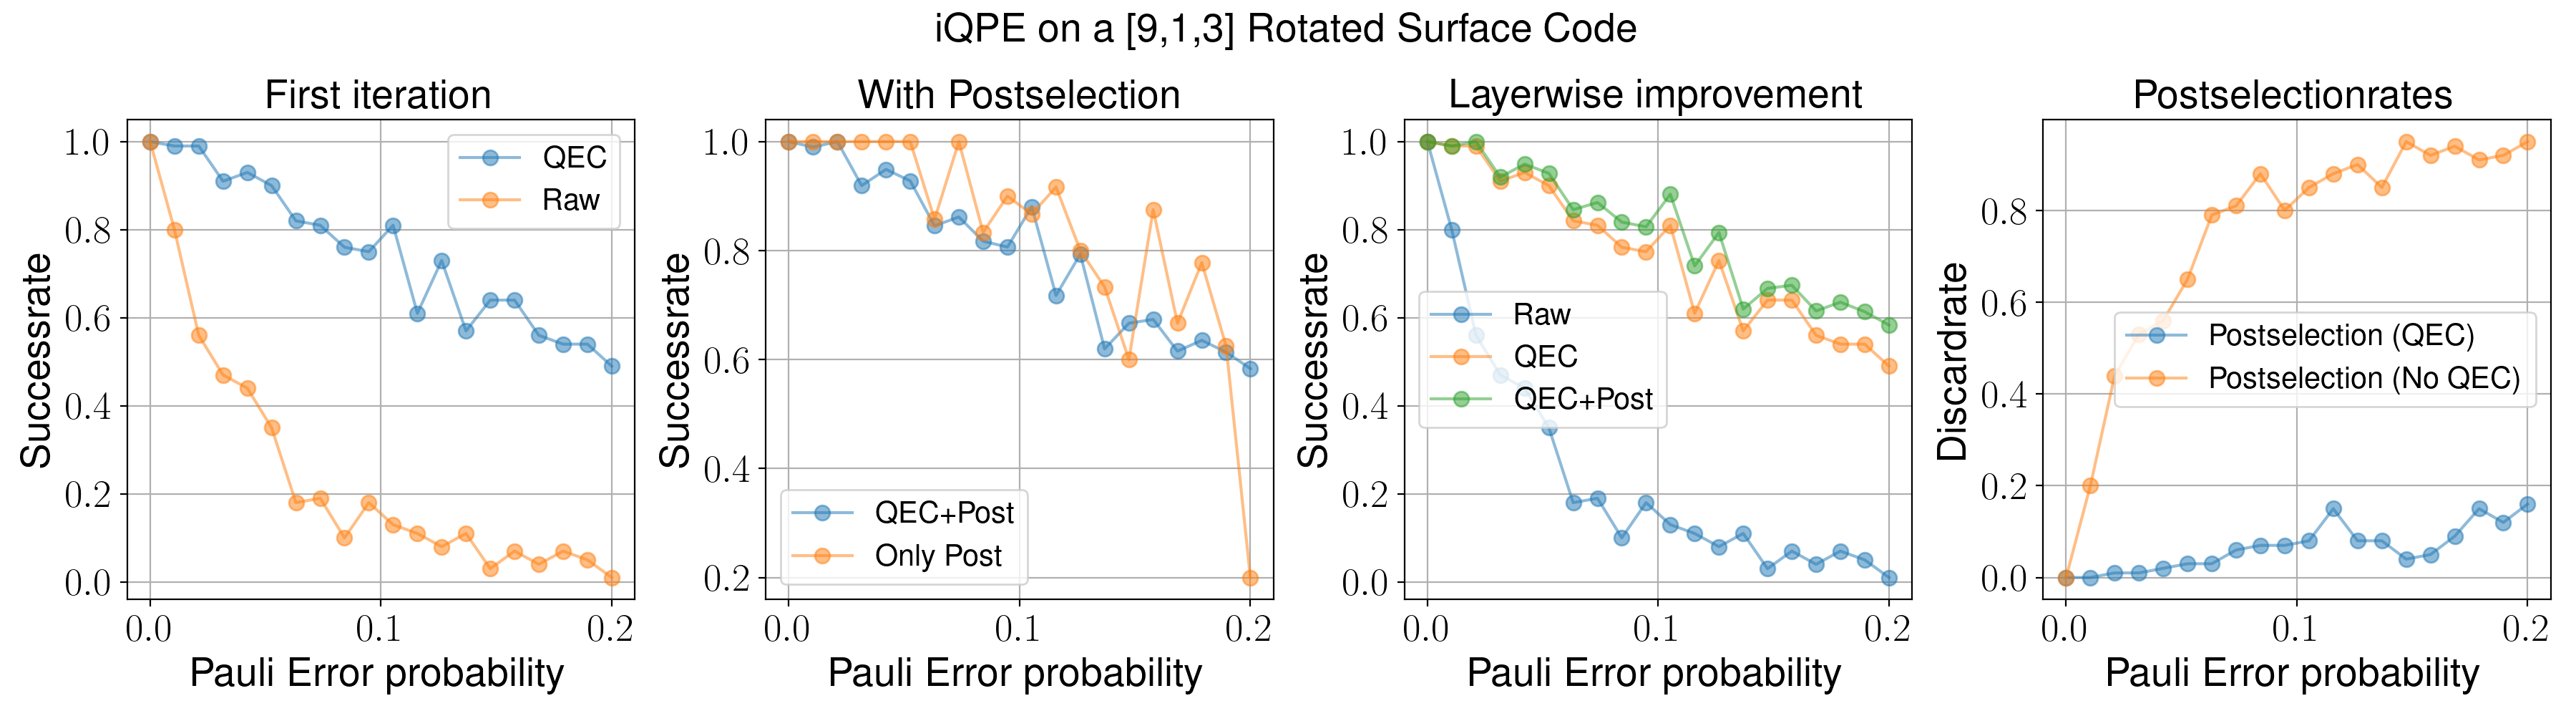 iQPE on a [9,1,3] Rotated Surface Code
First iteration
1.0
0.8
0.6
0.4
0.2
0.0
Successrate
QEC
Raw
0.0 0.1 0.2
Pauli Error probability
With Postselection
1.0
0.8
0.6
0.4
0.2
Successrate
QEC+Post
Only Post
0.0 0.1 0.2
Pauli Error probability
Layerwise improvement
1.0
0.8
0.6
0.4
0.2
0.0
Successrate
Raw
QEC
QEC+Post
0.0 0.1 0.2
Pauli Error probability
Postselectionrates
0.8
0.6
0.4
0.2
0.0
Discardrate
Postselection (QEC)
Postselection (No QEC)
0.0 0.1 0.2
Pauli Error probability